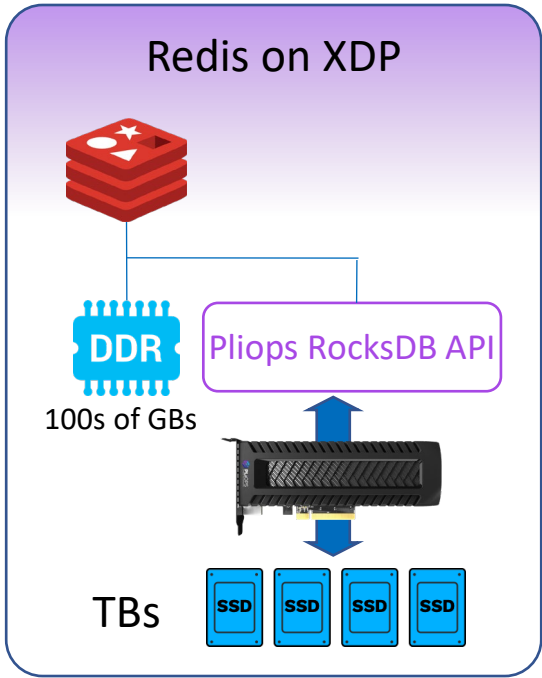 Redis on XDP
DDR
Pliops RocksDB API
100s of GBs
TBs
SSD
SSD
SSD
SSD